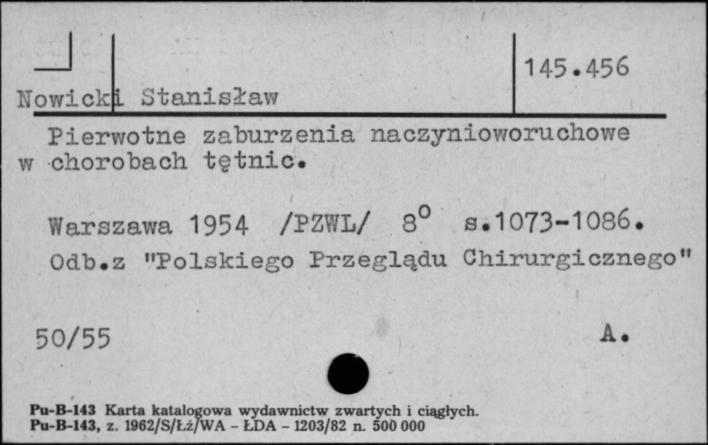 145.456
Nowicki Stanisław
Pierwotne zaburzenia naczynioworuchowe
w chorobach tętnic.
Warszawa 1954 /PZWL/ 8° s.1073-1086.
Odb.z "Polskiego Przeglądu Chirurgicznego"
50/55 A.
Pu-B-143 Karta katalogowa wydawnictw zwartych i ciągłych.
Pu-B-143, z. 1962/S/Łż/WA - ŁDA - 1203/82 n. 500 000